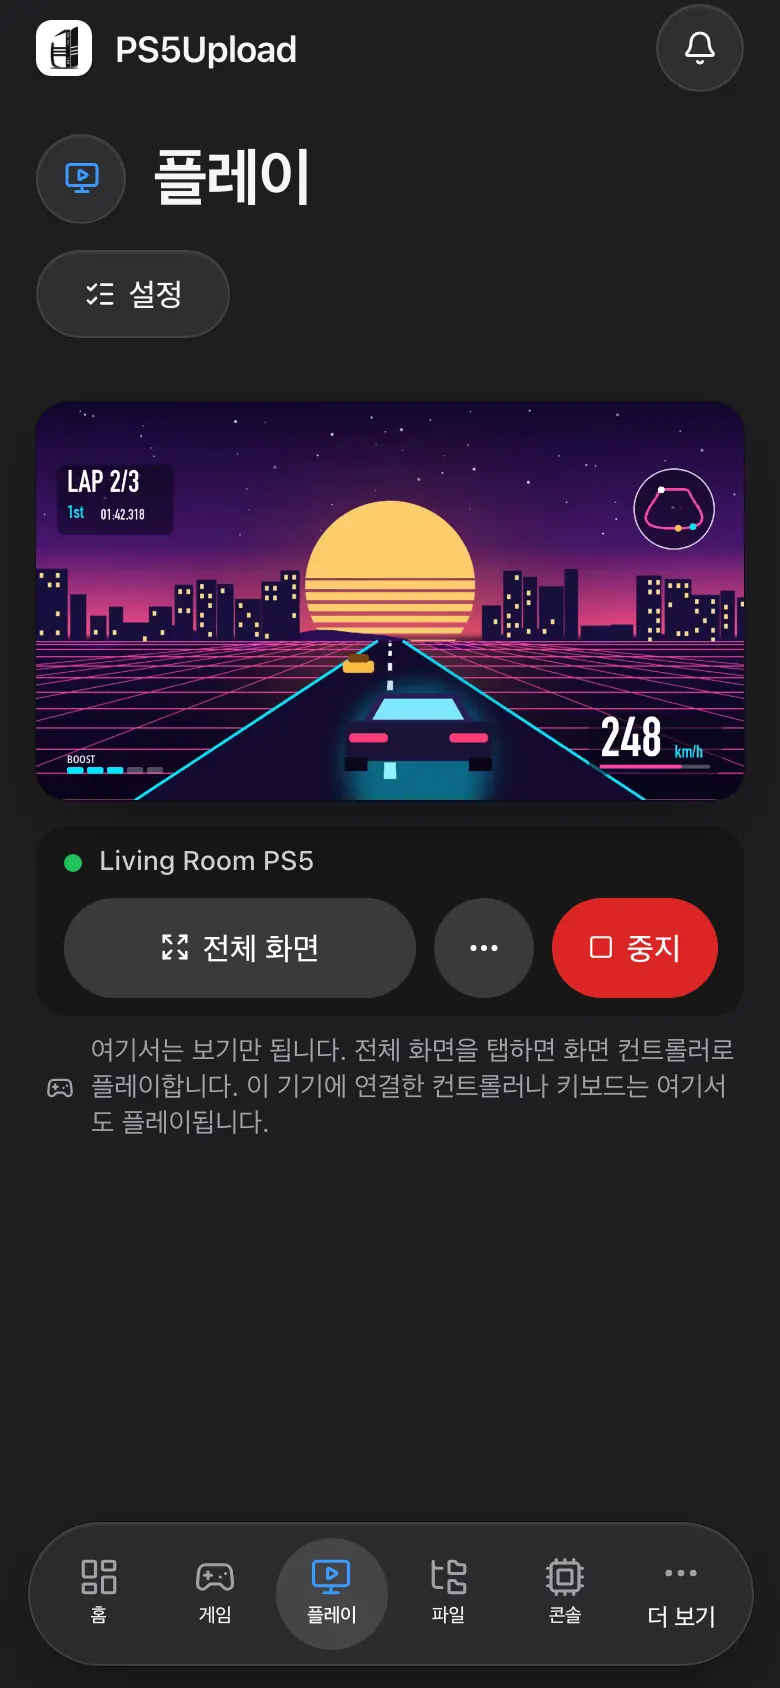 PS5Upload
플레이
설정
LAP 2/3
1st 01:42.318
BOOST
248 km/h
Living Room PS5
전체 화면
중지
여기서는 보기만 됩니다. 전체 화면을 탭하면 화면 컨트롤러로
플레이합니다. 이 기기에 연결한 컨트롤러나 키보드는 여기서
도 플레이됩니다.
홈
게임
플레이
파일
콘솔
더 보기